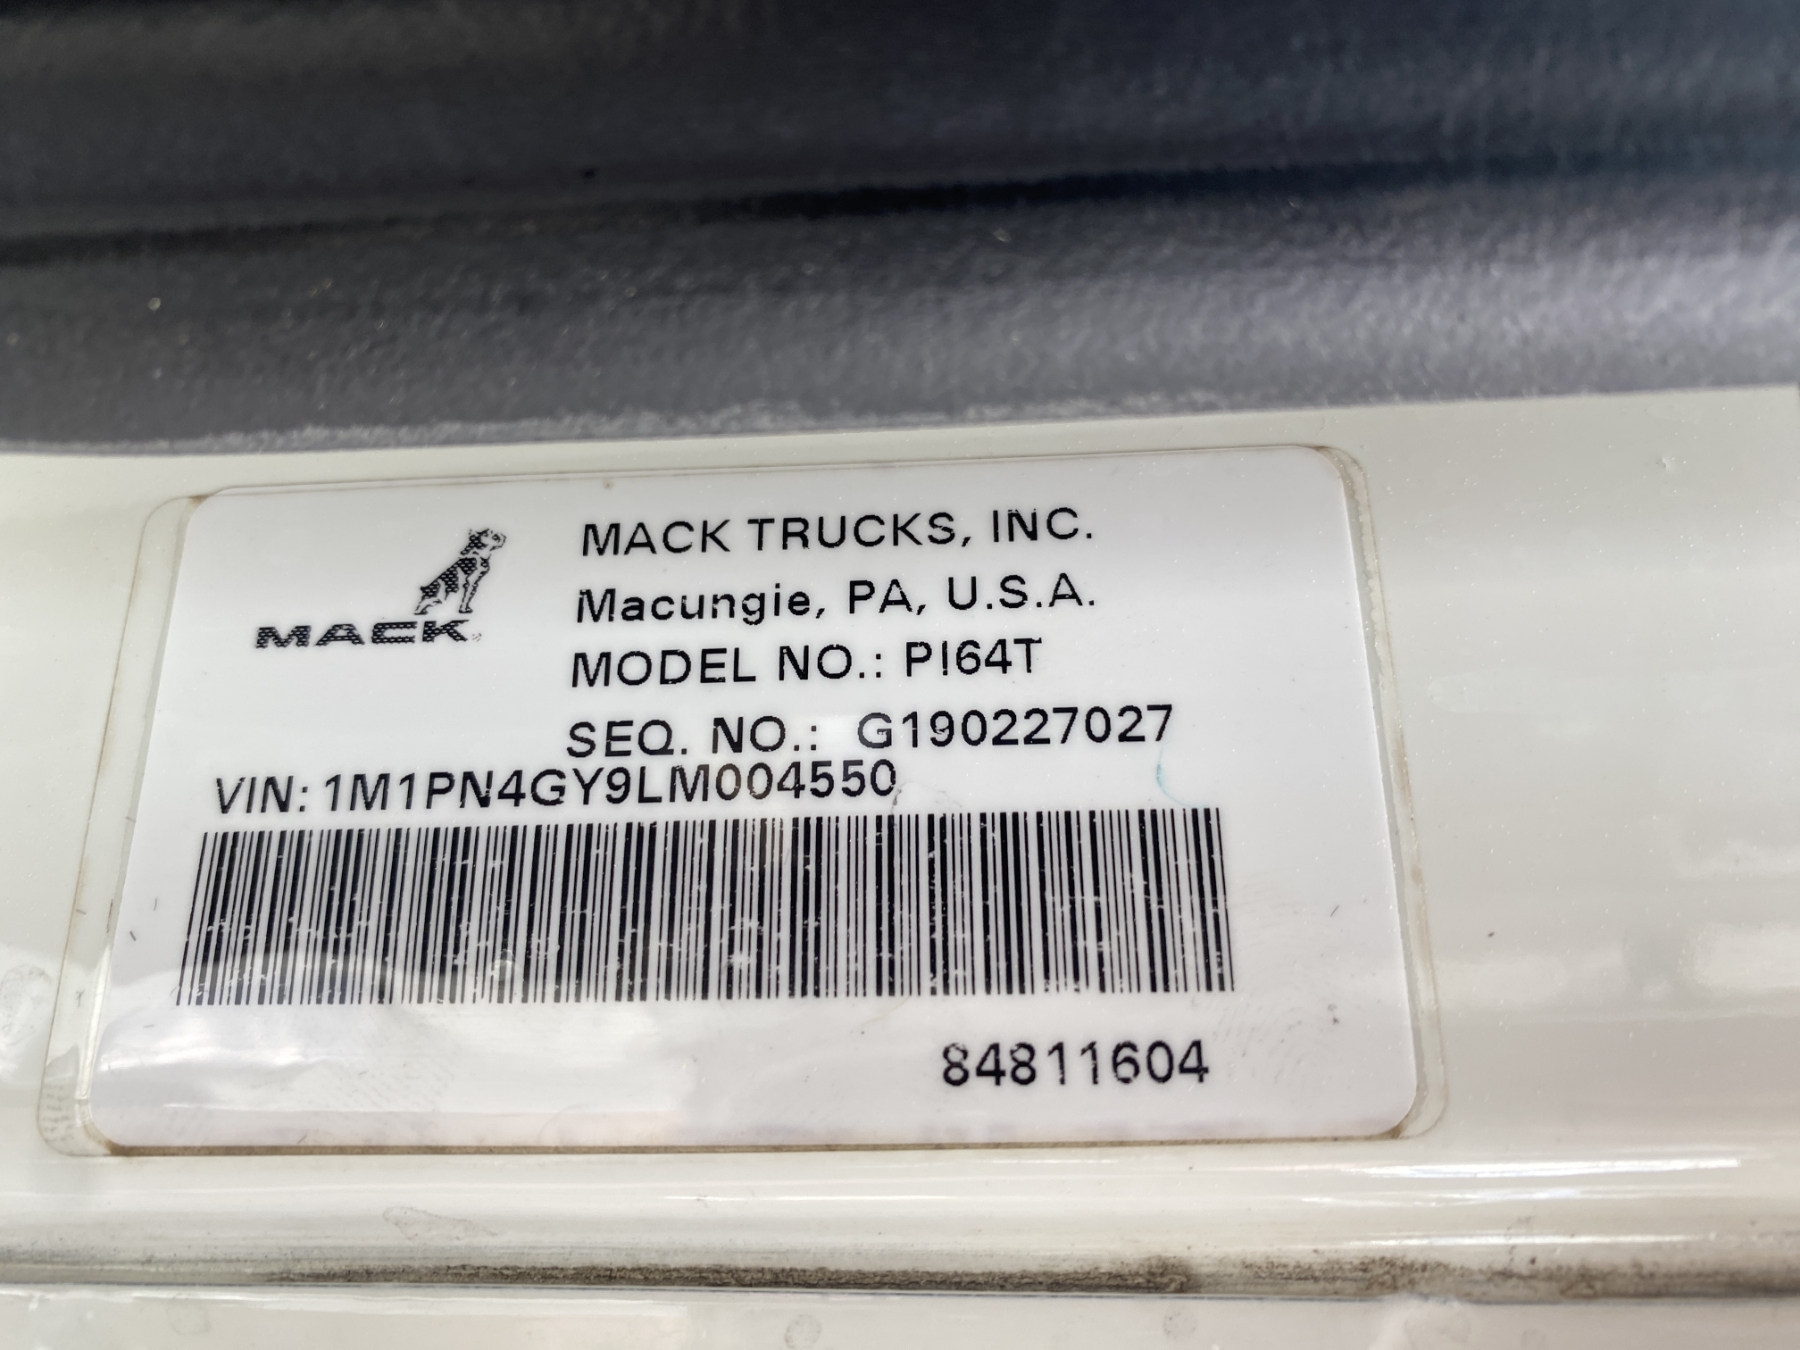 MACK TRUCKS, INC.
Macungie, PA, U.S.A.
MACK
MODEL NO.: PI64T
SEQ. NO.: G190227027
VIN: 1M1PN4GY9LM004550
84811604